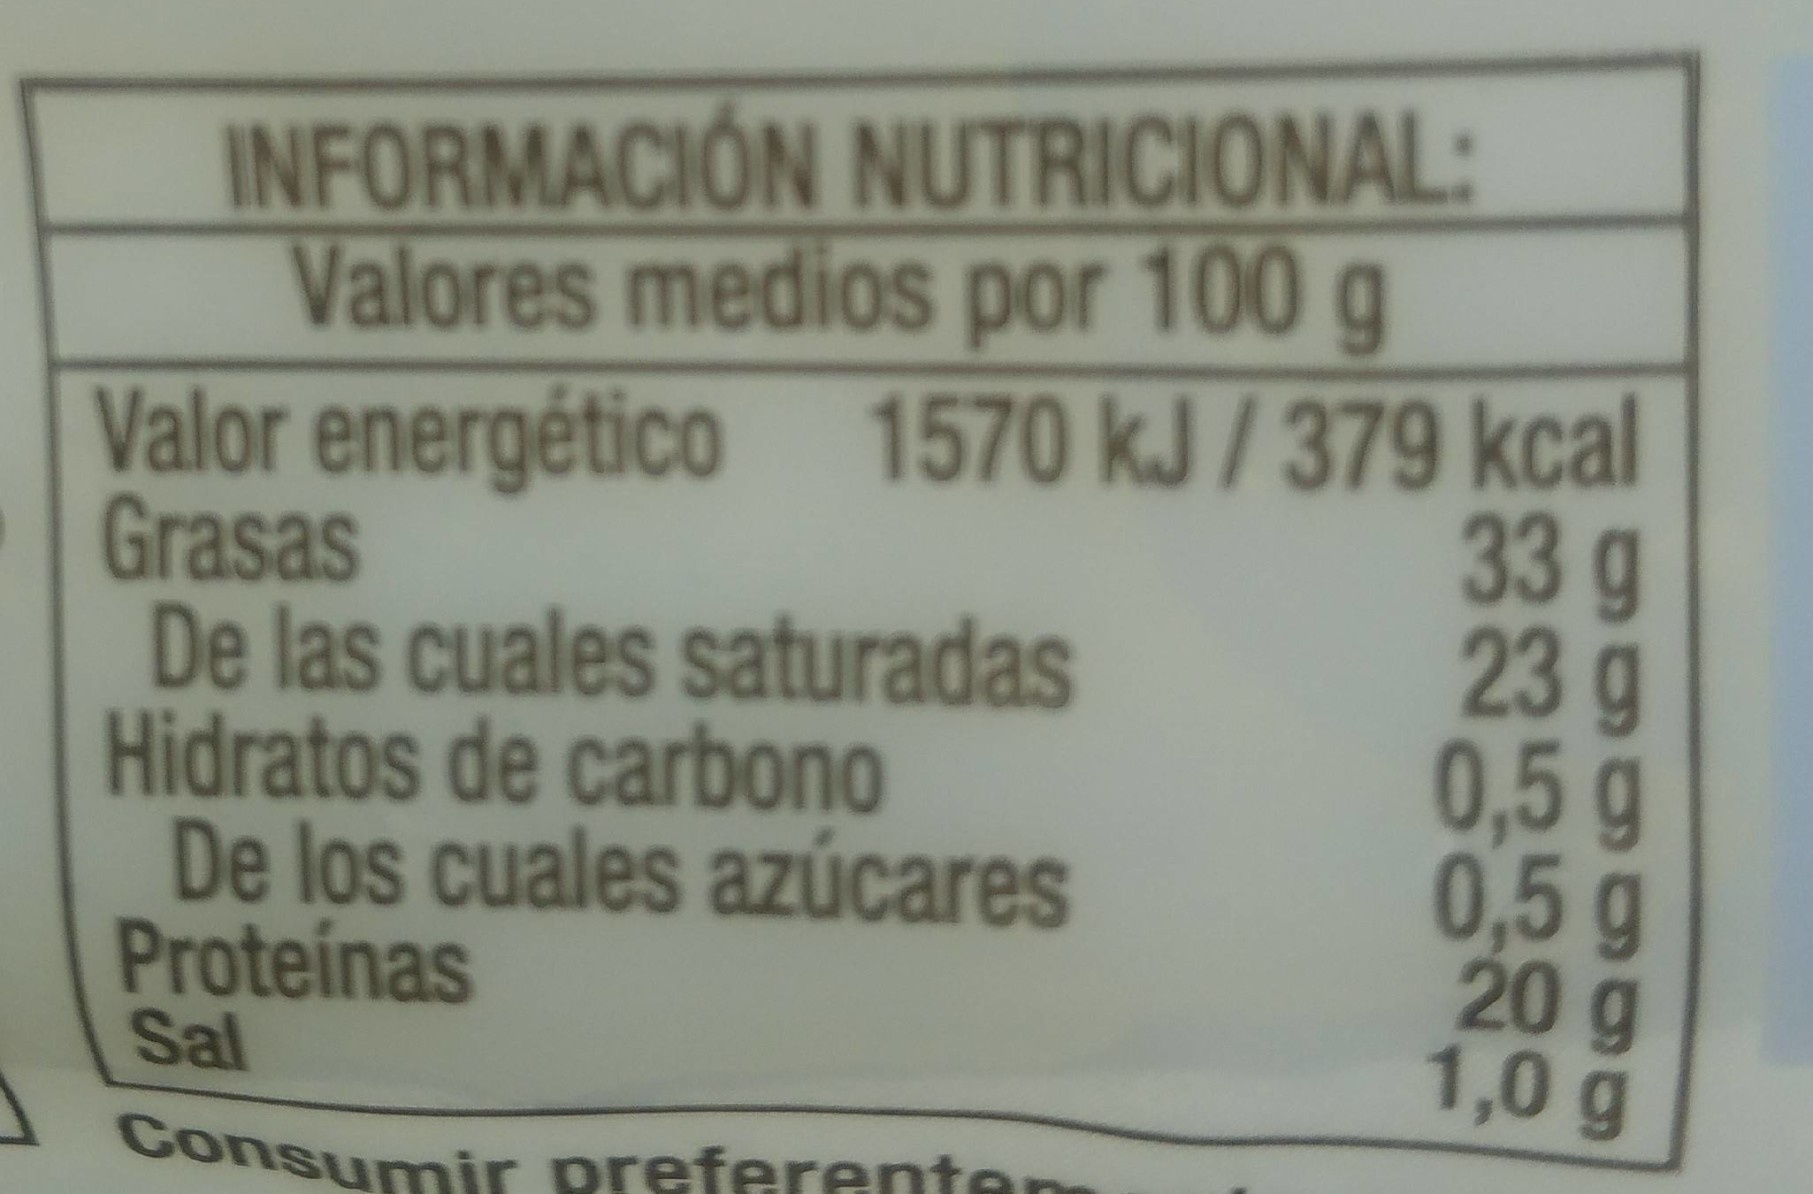 INFORMACIÓN NUTRICIONAL:
Valores medios por 100 g
Valor energético 1570 kJ / 379 kcal
Grasas 33 g
De las cuales saturadas 23 g
Hidratos de carbono 0,5 g
De los cuales azúcares 0,5 g
Proteínas 20 g
Sal 1,0 g
Consumir